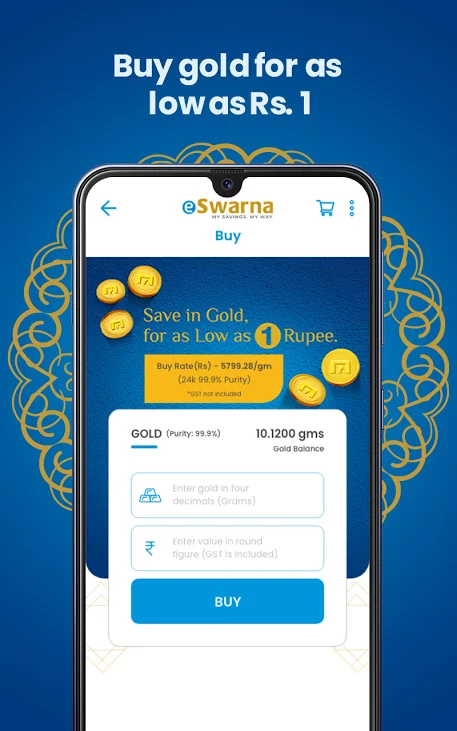 Buy gold for as
low as Rs. 1
eSwarna
MY SAVINGS. MY WAY.
Buy
Save in Gold,
for as Low as 1 Rupee.
Buy Rate(Rs) - 5799.28/gm
(24k 99.9% Purity)
*GST not included
GOLD (Purity: 99.9%) 10.1200 gms
Gold Balance
Enter gold in four
decimals (Grams)
₹ Enter value in round
figure (GST is included)
BUY